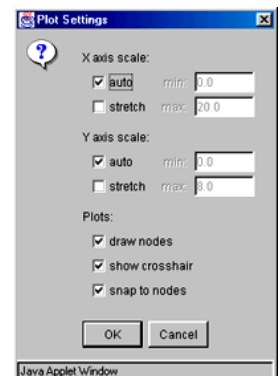 Plot Settings
?
X axis scale:
auto min: 0.0
stretch max: 20.0
Y axis scale:
auto min: 0.0
stretch max: 8.0
Plots:
draw nodes
show crosshair
snap to nodes
OK Cancel
Java Applet Window